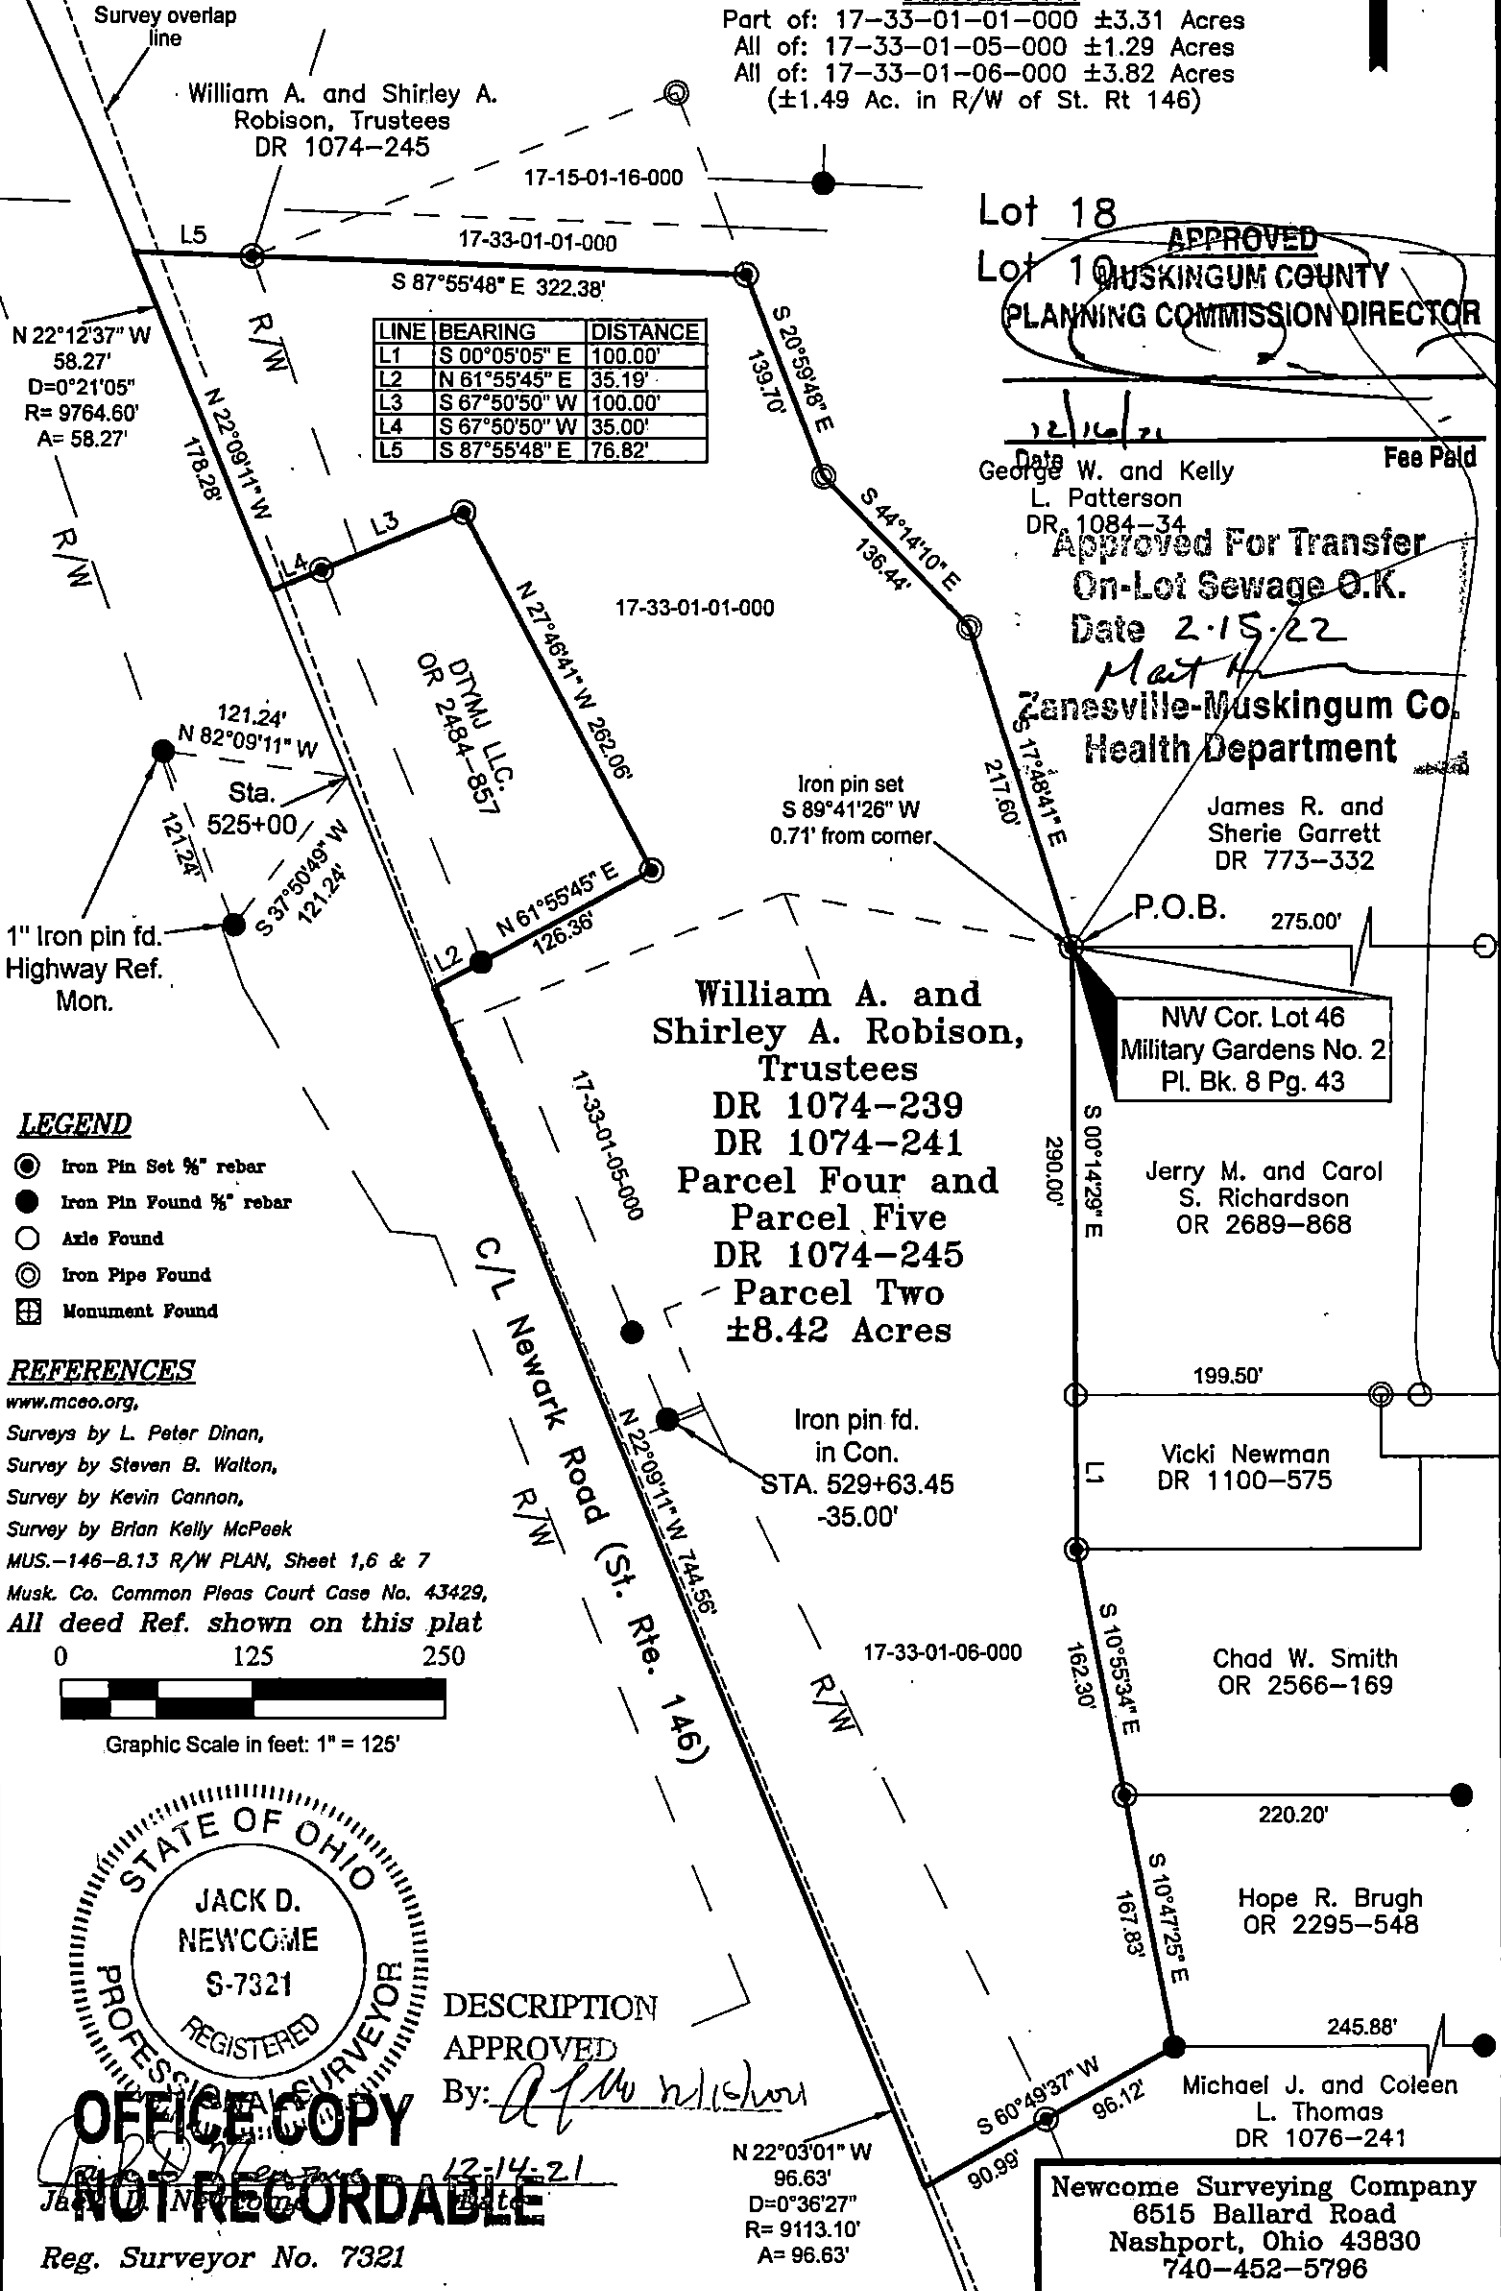 Survey overlap
line
Part of: 17-33-01-01-000 ±3.31 Acres
All of: 17-33-01-05-000 ±1.29 Acres
All of: 17-33-01-06-000 ±3.82 Acres
(±1.49 Ac. in R/W of St. Rt 146)
William A. and Shirley A.
Robison, Trustees
DR 1074-245
17-15-01-16-000
17-33-01-01-000
L5
S 87°55'48" E 322.38'
Lot 18
Lot 19
APPROVED
MUSKINGUM COUNTY
PLANNING COMMISSION DIRECTOR
12/16/21
Date
Fee Paid
N 22°12'37" W
58.27'
D=0°21'05"
R= 9764.60'
A= 58.27'
R/W
LINE BEARING DISTANCE
L1 S 00°05'05" E 100.00'
L2 N 61°55'45" E 35.19'
L3 S 67°50'50" W 100.00'
L4 S 67°50'50" W 35.00'
L5 S 87°55'48" E 76.82'
S 20°59'48" E
139.70'
N 22°09'11" W
178.28'
George W. and Kelly
L. Patterson
DR 1084-34
Approved For Transfer
On-Lot Sewage O.K.
Date 2-15-22
Zanesville-Muskingum Co.
Health Department
R/W
L3
L4
S 44°14'10" E
136.44'
17-33-01-01-000
N 27°46'41" W 262.06'
DTYMJ LLC.
OR 2484-857
S 17°48'41" E
217.60'
121.24'
N 82°09'11" W
Sta.
525+00
121.24'
S 37°50'49" W
121.24'
1" Iron pin fd.
Highway Ref.
Mon.
Iron pin set
S 89°41'26" W
0.71' from corner
James R. and
Sherie Garrett
DR 773-332
P.O.B.
275.00'
N 61°55'45" E
126.36'
L2
NW Cor. Lot 46
Military Gardens No. 2
Pl. Bk. 8 Pg. 43
William A. and
Shirley A. Robison,
Trustees
DR 1074-239
DR 1074-241
Parcel Four and
Parcel Five
DR 1074-245
Parcel Two
±8.42 Acres
17-33-01-05-000
S 00°14'29" E
290.00'
Jerry M. and Carol
S. Richardson
OR 2689-868
LEGEND
Iron Pin Set ⅝" rebar
Iron Pin Found ⅝" rebar
Axle Found
Iron Pipe Found
Monument Found
C/L Newark Road (St. Rte. 146)
N 22°09'11" W 744.56'
R/W
Iron pin fd.
in Con.
STA. 529+63.45
-35.00'
199.50'
L1
Vicki Newman
DR 1100-575
REFERENCES
www.mceo.org,
Surveys by L. Peter Dinan,
Survey by Steven B. Walton,
Survey by Kevin Cannon,
Survey by Brian Kelly McPeek
MUS.-146-8.13 R/W PLAN, Sheet 1,6 & 7
Musk. Co. Common Pleas Court Case No. 43429,
All deed Ref. shown on this plat
0 125 250
Graphic Scale in feet: 1" = 125'
17-33-01-06-000
R/W
S 10°55'34" E
162.30'
Chad W. Smith
OR 2566-169
220.20'
S 10°47'25" E
167.83'
Hope R. Brugh
OR 2295-548
245.88'
Michael J. and Coleen
L. Thomas
DR 1076-241
S 60°49'37" W
96.12'
90.99'
N 22°03'01" W
96.63'
D=0°36'27"
R= 9113.10'
A= 96.63'
STATE OF OHIO
JACK D.
NEWCOME
S-7321
REGISTERED
PROFESSIONAL SURVEYOR
DESCRIPTION
APPROVED
By:
OFFICE COPY
NOT RECORDABLE
12-14-21
Jack D. Newcome Date
Reg. Surveyor No. 7321
Newcome Surveying Company
6515 Ballard Road
Nashport, Ohio 43830
740-452-5796